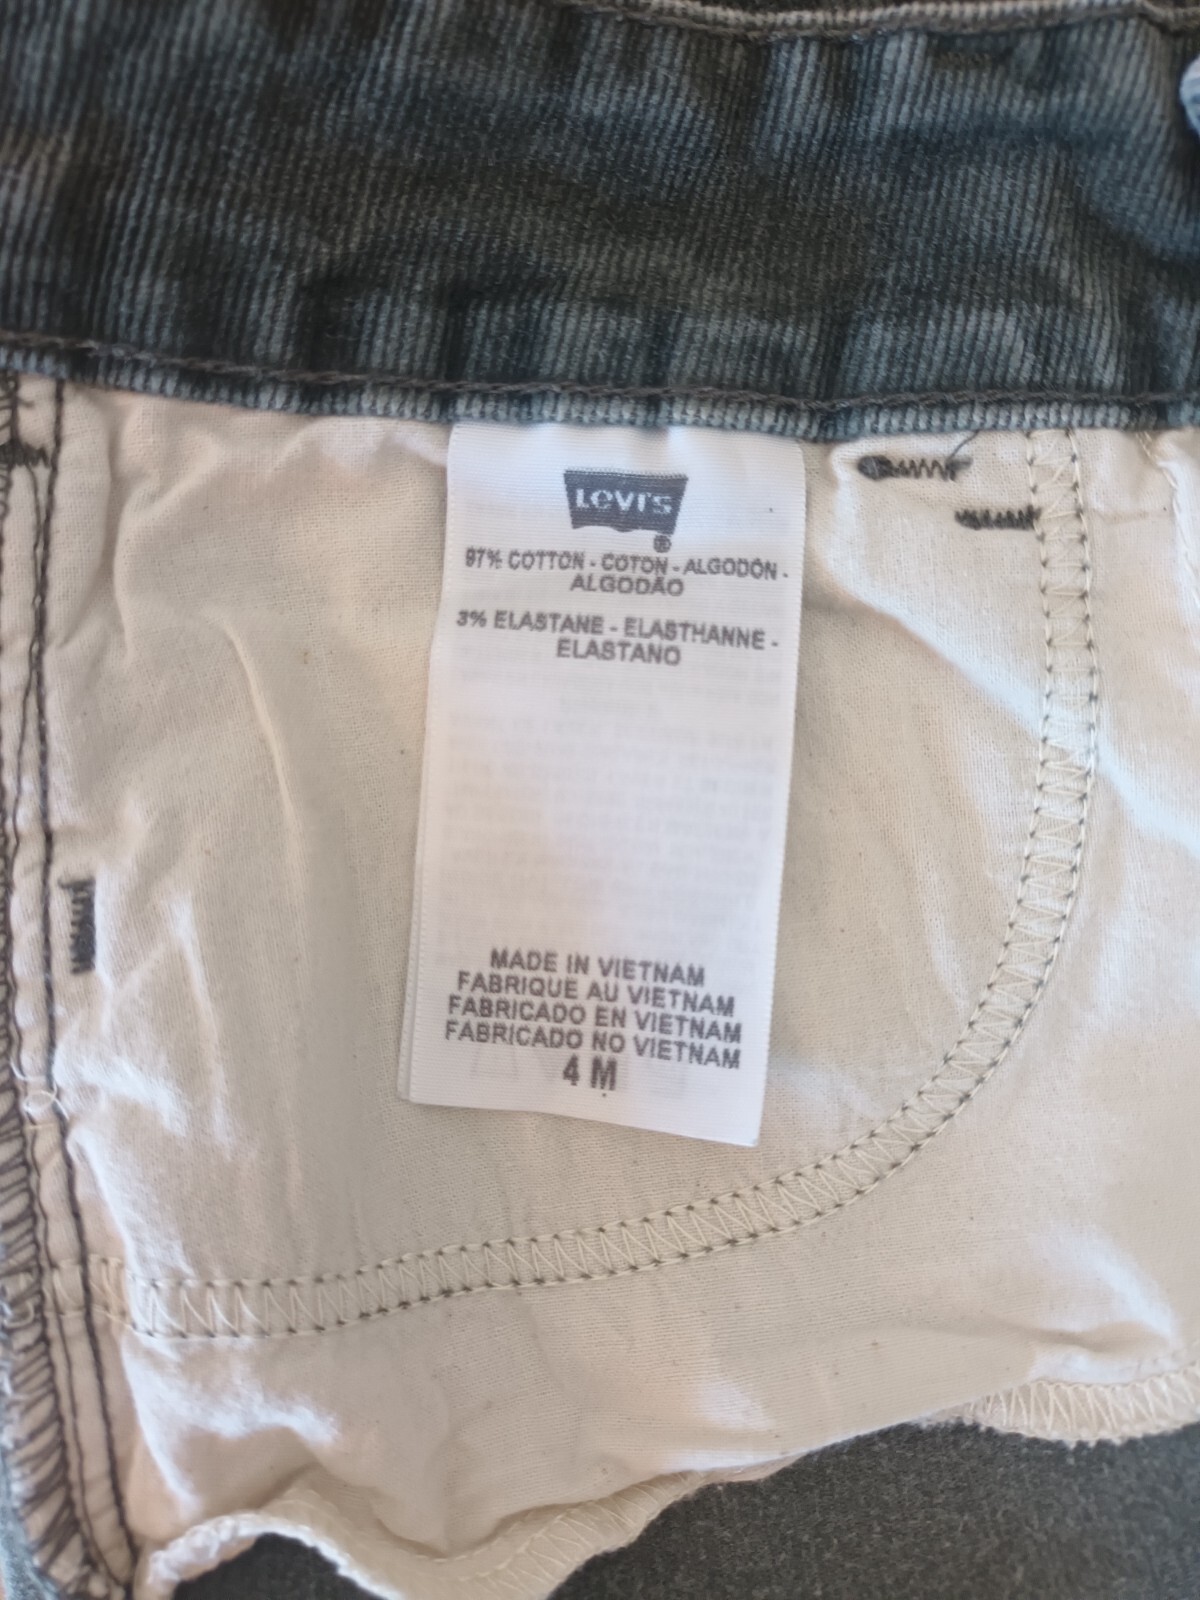 Levi's
®
97% COTTON - COTON - ALGODÓN -
ALGODÃO
3% ELASTANE - ELASTHANNE -
ELASTANO
MADE IN VIETNAM
FABRIQUE AU VIETNAM
FABRICADO EN VIETNAM
FABRICADO NO VIETNAM
4 M